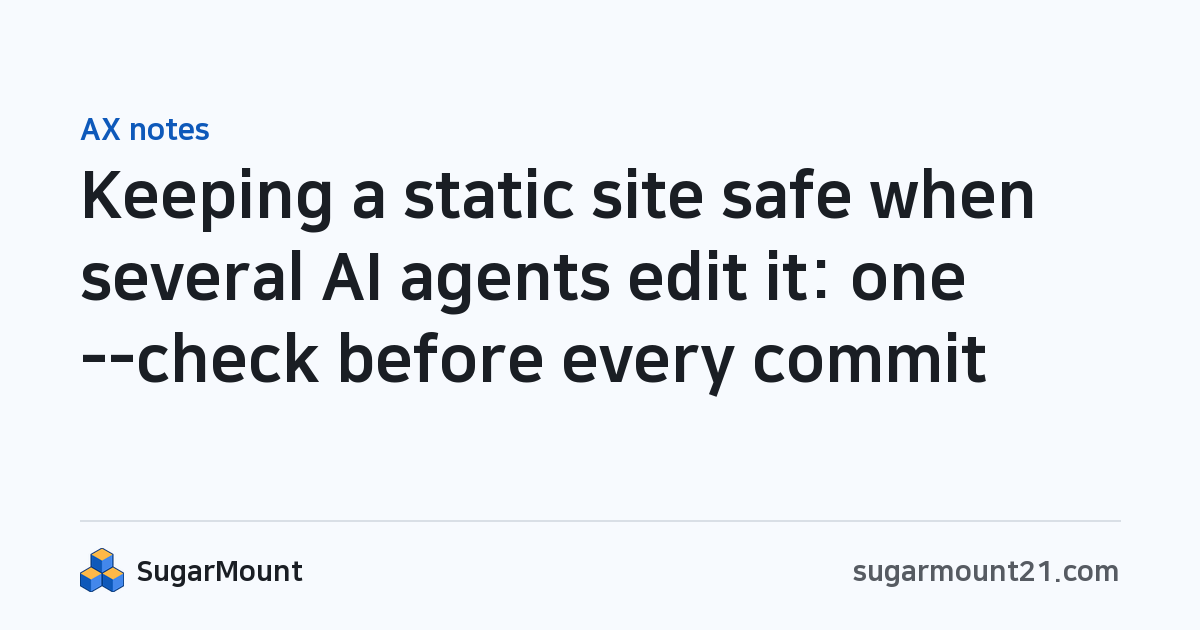 AX notes
Keeping a static site safe when
several AI agents edit it: one
--check before every commit
SugarMount
sugarmount21.com